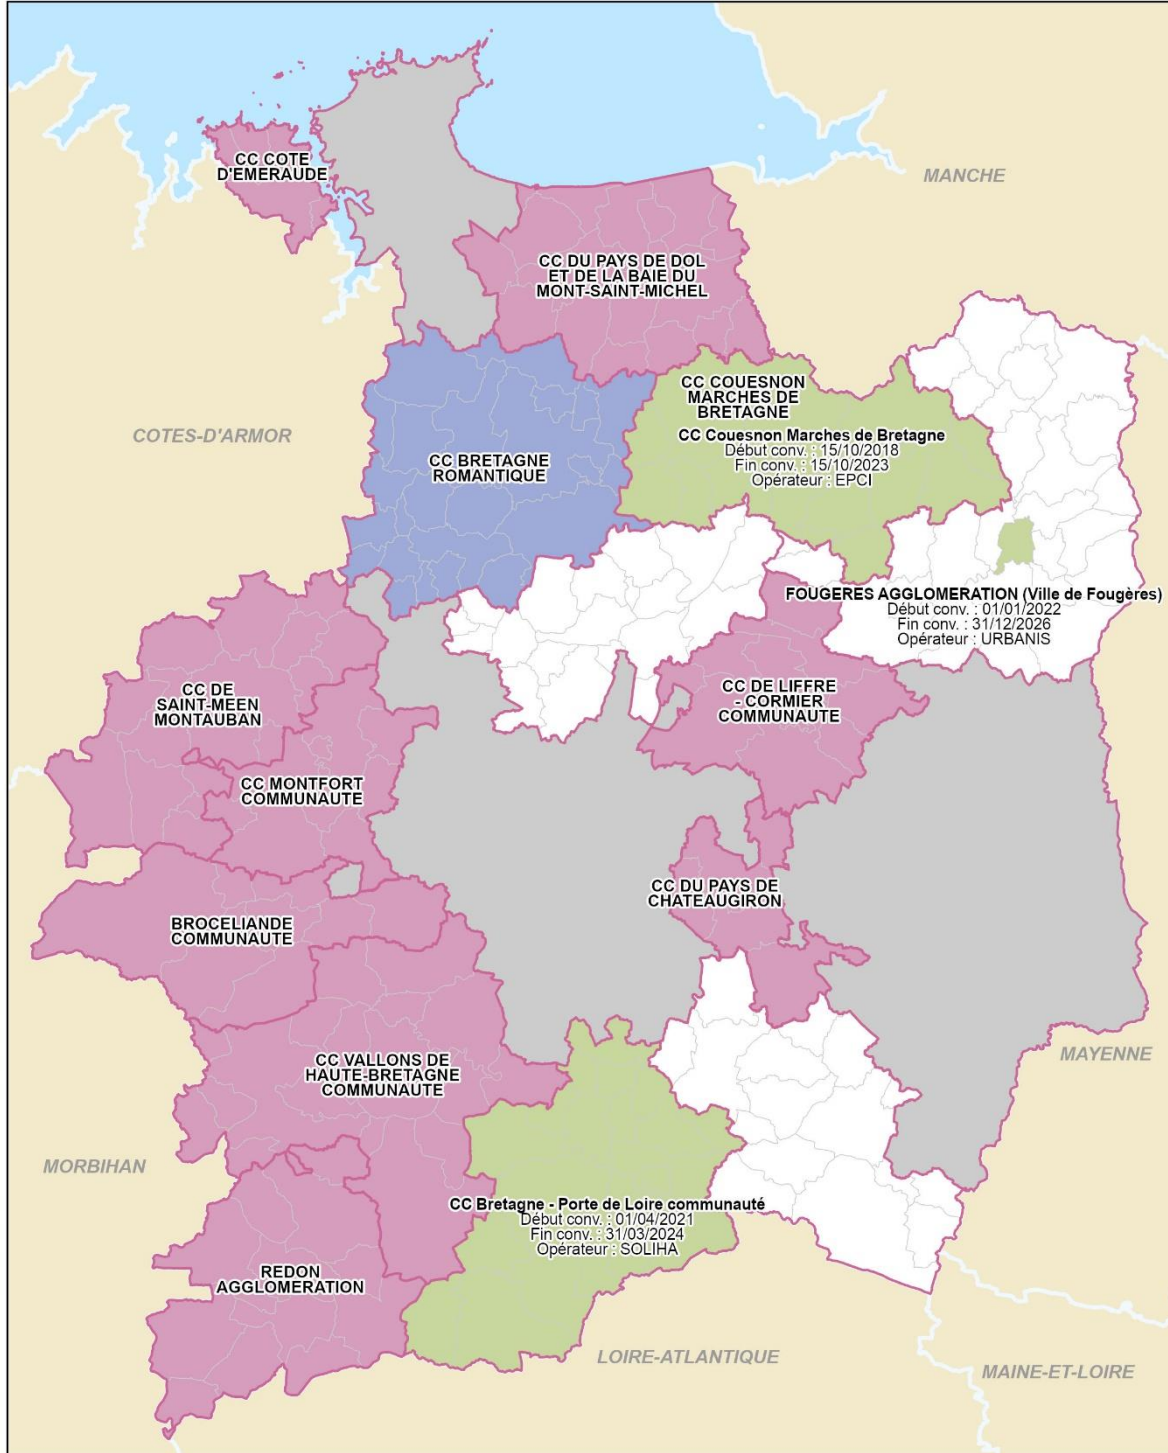 CC COTE
D'EMERAUDE
MANCHE
CC DU PAYS DE DOL
ET DE LA BAIE DU
MONT-SAINT-MICHEL
CC COUESNON
MARCHES DE
BRETAGNE
COTES-D'ARMOR
CC Couesnon Marches de Bretagne
Début conv. : 15/10/2018
Fin conv. : 15/10/2023
Opérateur : EPCI
CC BRETAGNE
ROMANTIQUE
FOUGERES AGGLOMERATION (Ville de Fougères)
Début conv. : 01/01/2022
Fin conv. : 31/12/2026
Opérateur : URBANIS
CC DE
SAINT-MEEN
MONTAUBAN
CC DE LIFFRE
- CORMIER
COMMUNAUTE
CC MONTFORT
COMMUNAUTE
CC DU PAYS DE
CHATEAUGIRON
BROCELIANDE
COMMUNAUTE
CC VALLONS DE
HAUTE-BRETAGNE
COMMUNAUTE
MAYENNE
MORBIHAN
CC Bretagne - Porte de Loire communauté
Début conv. : 01/04/2021
Fin conv. : 31/03/2024
Opérateur : SOLIHA
REDON
AGGLOMERATION
LOIRE-ATLANTIQUE
MAINE-ET-LOIRE